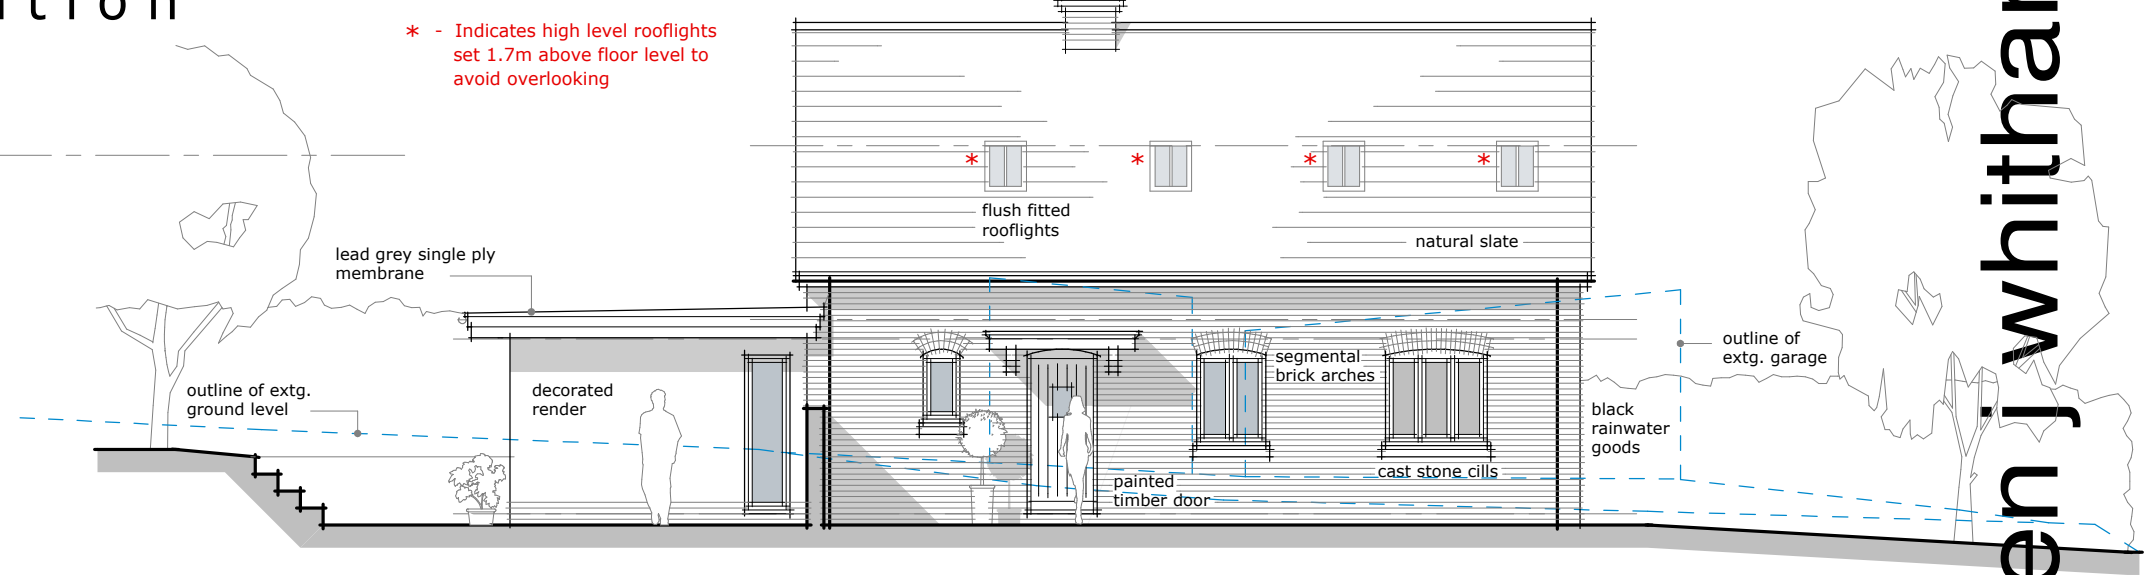 * - Indicates high level rooflights
set 1.7m above floor level to
avoid overlooking
*
*
*
*
flush fitted
rooflights
natural slate
lead grey single ply
membrane
outline of extg.
ground level
decorated
render
segmental
brick arches
outline of
extg. garage
black
rainwater
goods
cast stone cills
painted
timber door
en j whitha